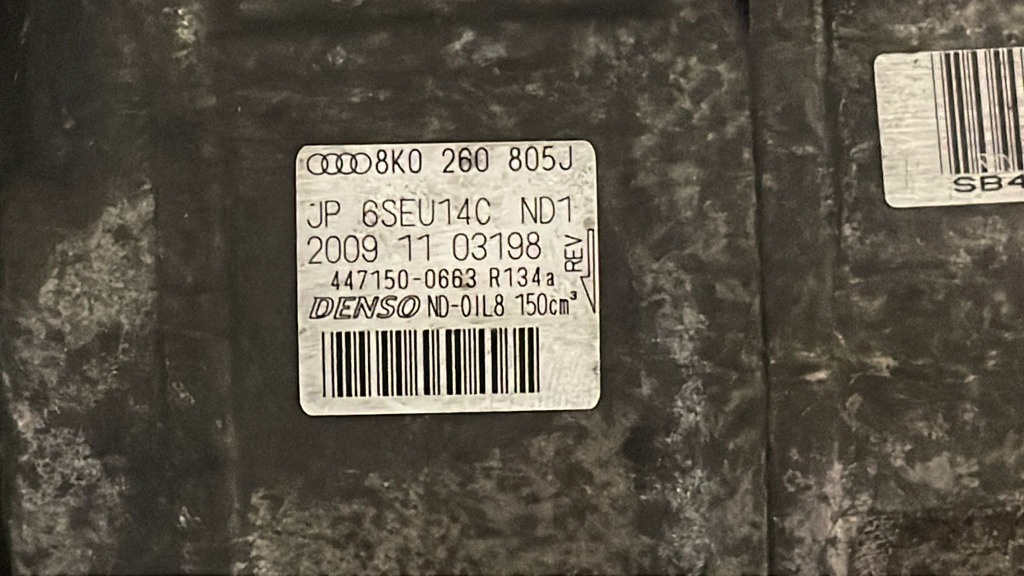 8K0 260 805J
JP 6SEU14C ND1
2009 11 03198
REV
447150-0663 R134a
DENSO ND-OIL8 150cm³
SB4